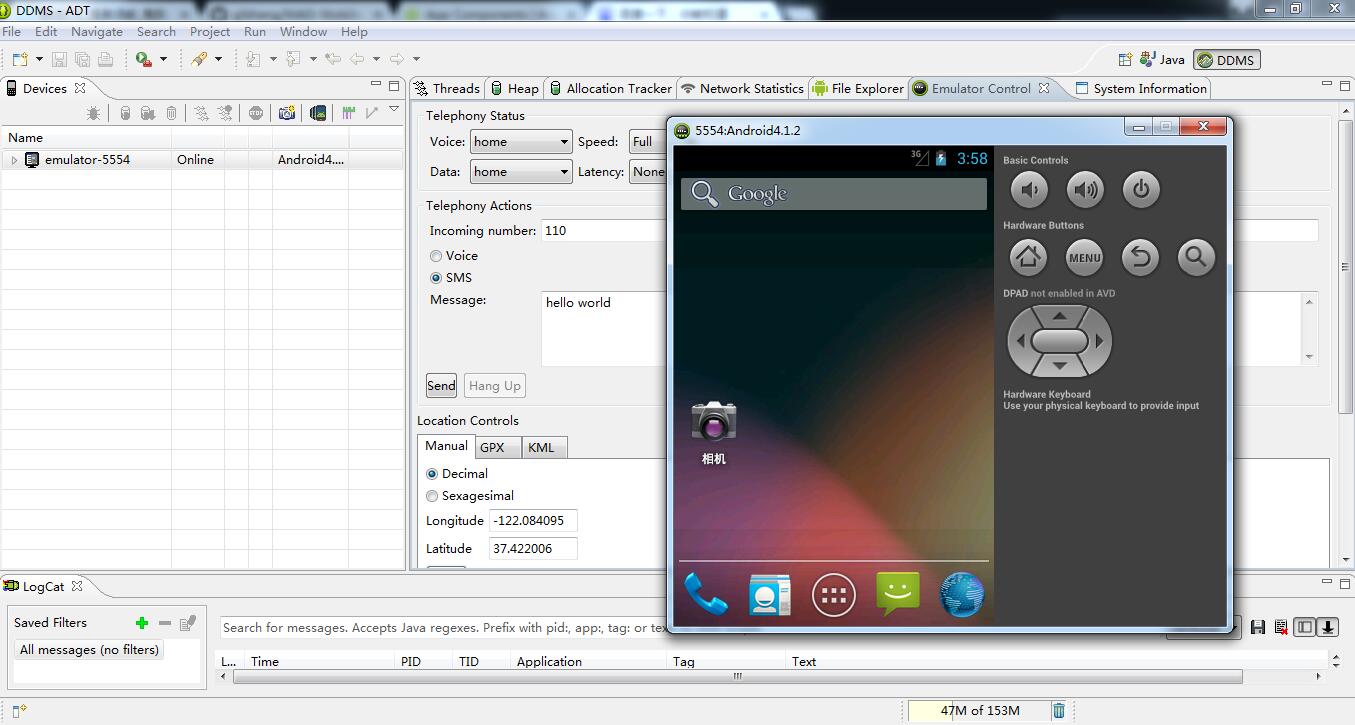 DDMS - ADT
File Edit Navigate Search Project Run Window Help
Java DDMS
Devices
Threads Heap Allocation Tracker Network Statistics File Explorer Emulator Control System Information
Name
emulator-5554 Online Android4....
Telephony Status
Voice: home Speed: Full
Data: home Latency: None
Telephony Actions
Incoming number: 110
Voice
SMS
Message: hello world
Send Hang Up
Location Controls
Manual GPX KML
Decimal
Sexagesimal
Longitude -122.084095
Latitude 37.422006
5554:Android4.1.2
3G 3:58
Google
相机
Basic Controls
Hardware Buttons
MENU
DPAD not enabled in AVD
Hardware Keyboard
Use your physical keyboard to provide input
LogCat
Saved Filters
All messages (no filters)
Search for messages. Accepts Java regexes. Prefix with pid:, app:, tag: or
L... Time PID TID Application Tag Text
47M of 153M